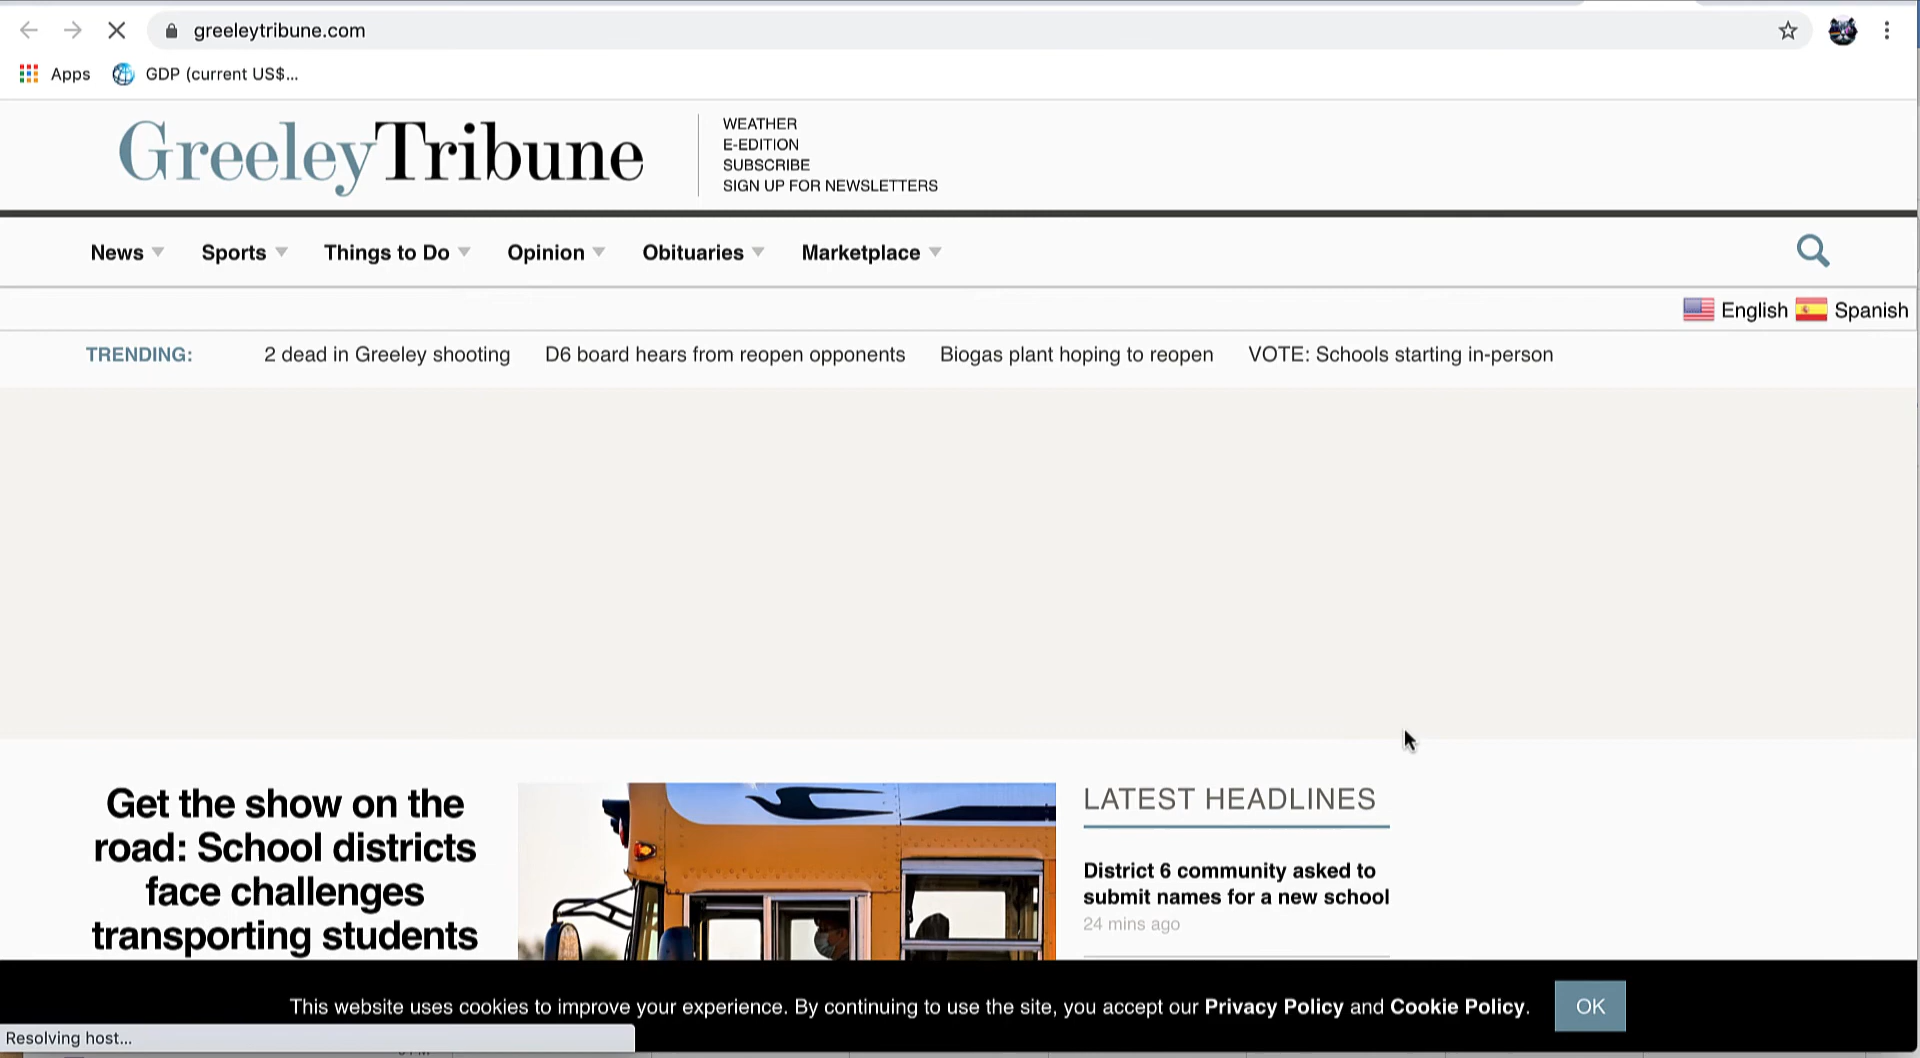 greeleytribune.com
Apps
GDP (current US$...
GreeleyTribune
WEATHER
E-EDITION
SUBSCRIBE
SIGN UP FOR NEWSLETTERS
News Sports Things to Do Opinion Obituaries Marketplace
English Spanish
TRENDING: 2 dead in Greeley shooting D6 board hears from reopen opponents Biogas plant hoping to reopen VOTE: Schools starting in-person
Get the show on the
road: School districts
face challenges
transporting students
LATEST HEADLINES
District 6 community asked to
submit names for a new school
24 mins ago
This website uses cookies to improve your experience. By continuing to use the site, you accept our Privacy Policy and Cookie Policy. OK
Resolving host...